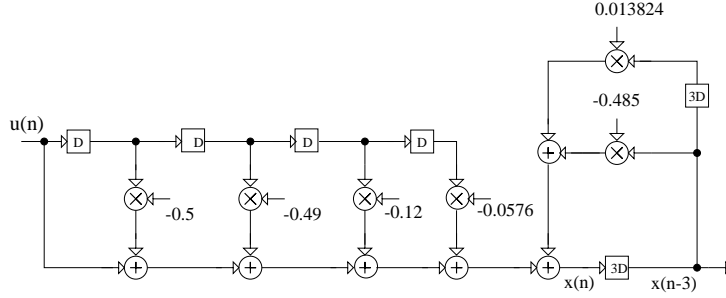 0.013824
3D
-0.485
u(n)
D
D
D
D
-0.5
-0.49
-0.12
-0.0576
x(n)
3D
x(n-3)